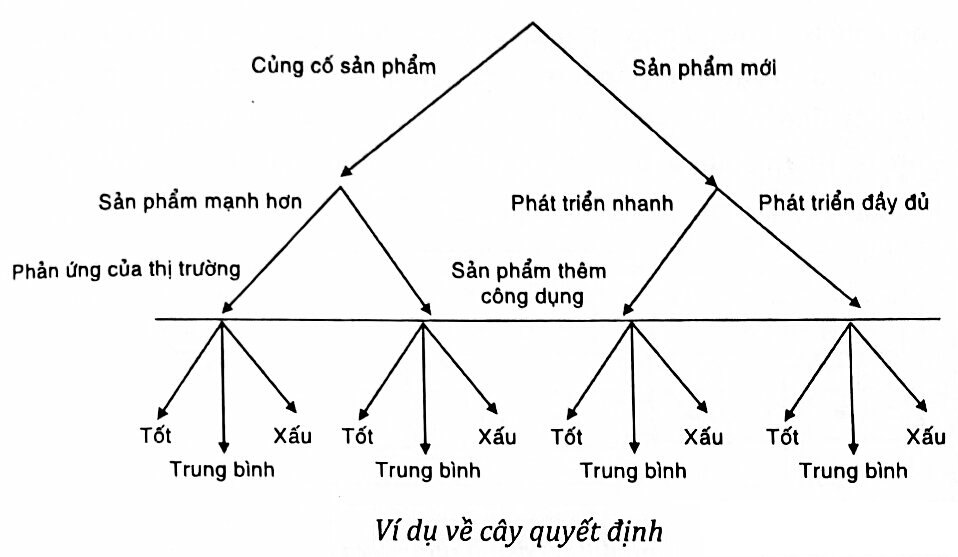 Củng cố sản phẩm
Sản phẩm mới
Sản phẩm mạnh hơn
Phát triển nhanh
Phát triển đầy đủ
Phản ứng của thị trường
Sản phẩm thêm
công dụng
Tốt
Xấu
Tốt
Xấu
Tốt
Xấu
Tốt
Xấu
Trung bình
Trung bình
Trung bình
Trung bình
Ví dụ về cây quyết định